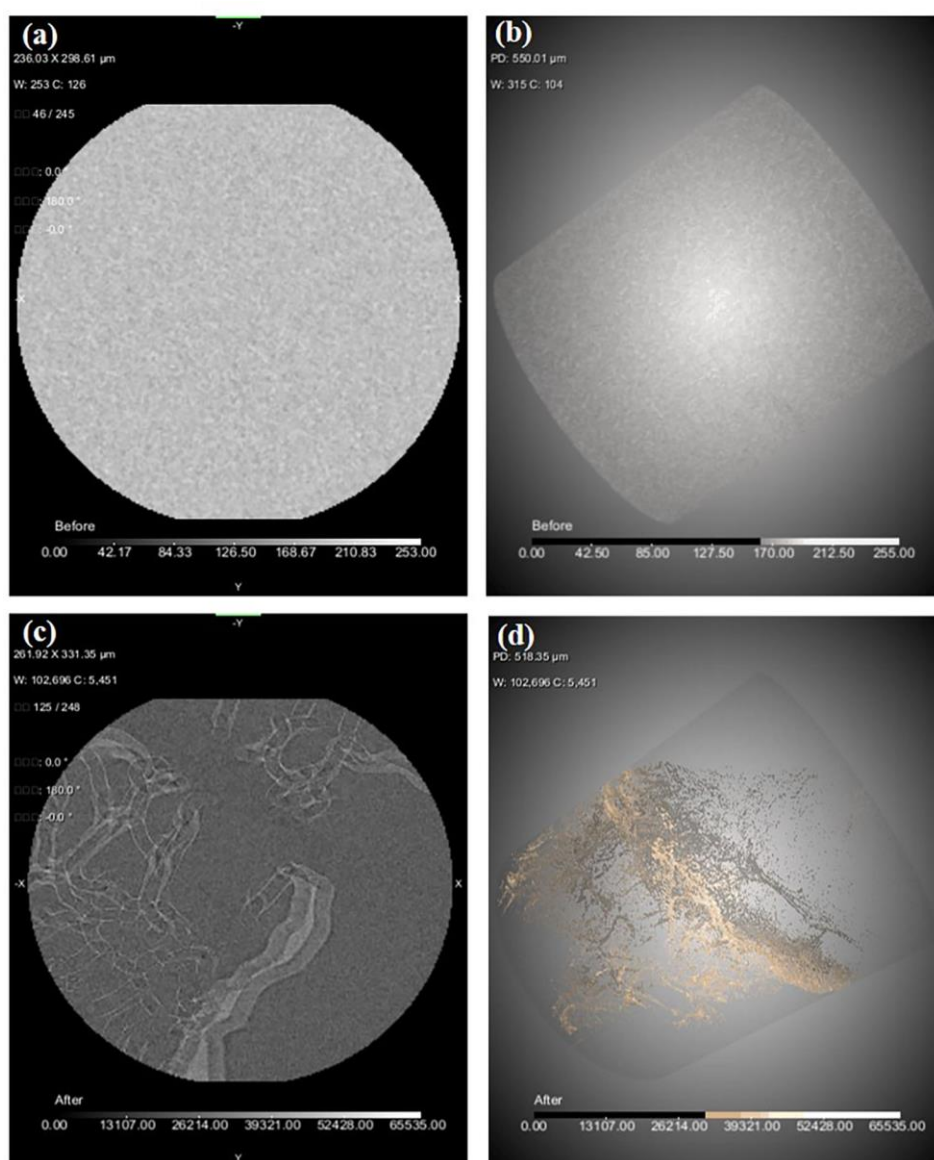 (a)
-Y
236.03 X 298.61 µm
W: 253 C: 126
46 / 245
: 0.0 °
: 180.0 °
: -0.0 °
-X
X
Before
0.00 42.17 84.33 126.50 168.67 210.83 253.00
Y
(b)
PD: 550.01 µm
W: 315 C: 104
Before
0.00 42.50 85.00 127.50 170.00 212.50 255.00
(c)
-Y
261.92 X 331.35 µm
W: 102,696 C: 5,451
125 / 248
: 0.0 °
: 180.0 °
: -0.0 °
-X
X
After
0.00 13107.00 26214.00 39321.00 52428.00 65535.00
Y
(d)
PD: 518.35 µm
W: 102,696 C: 5,451
After
0.00 13107.00 26214.00 39321.00 52428.00 65535.00